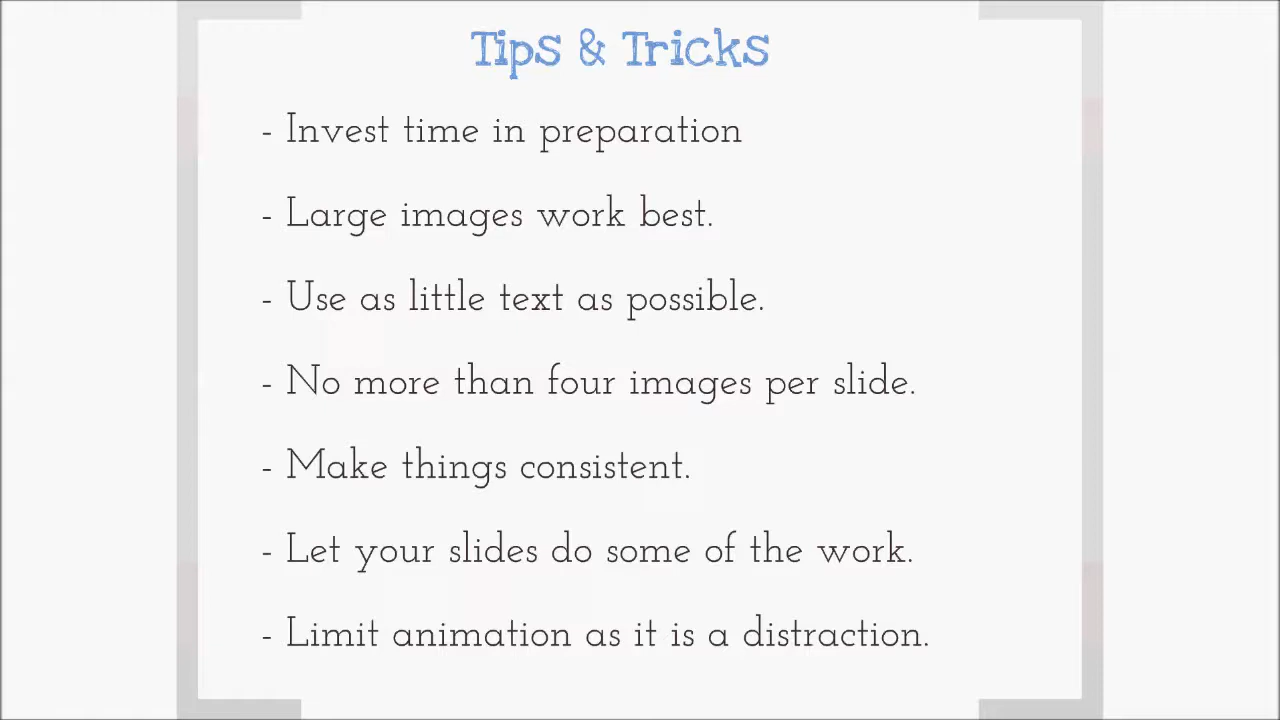 Tips & Tricks
- Invest time in preparation
- Large images work best.
- Use as little text as possible.
- No more than four images per slide.
- Make things consistent.
- Let your slides do some of the work.
- Limit animation as it is a distraction.